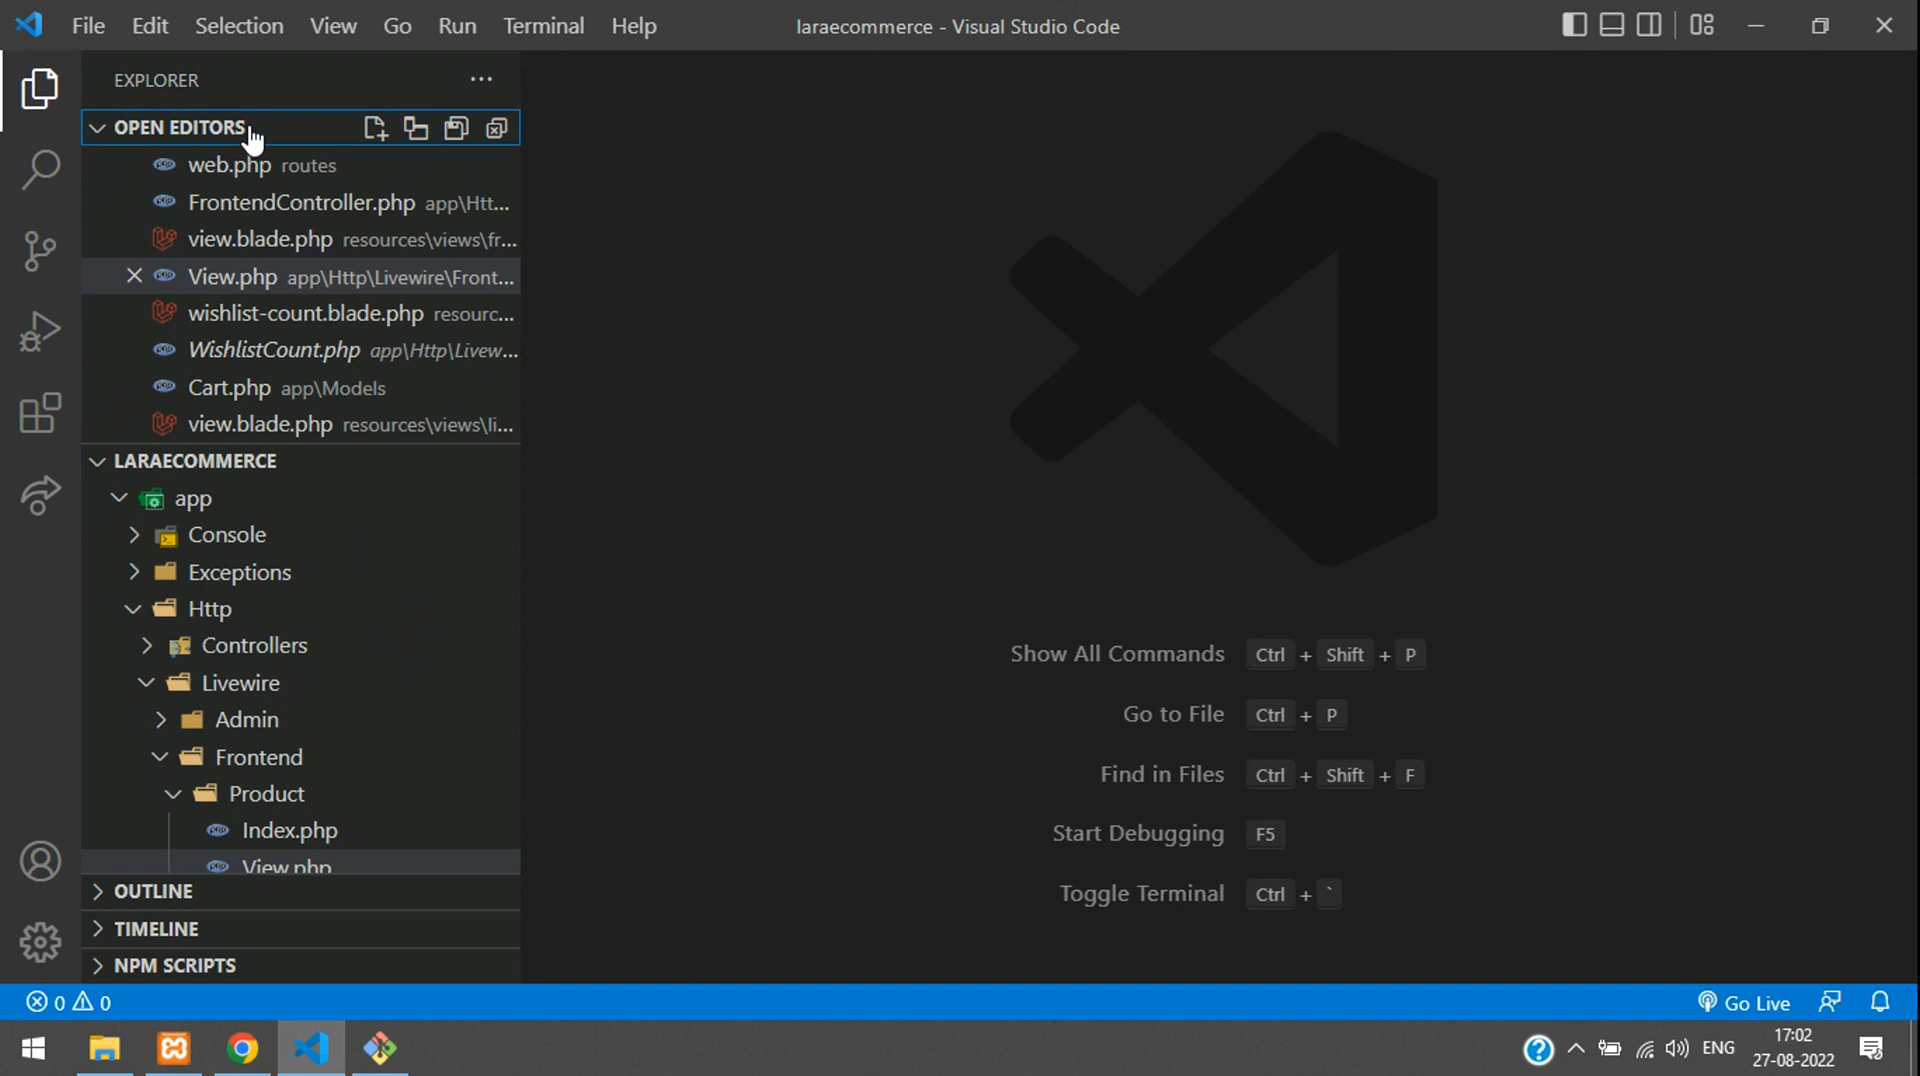 File Edit Selection View Go Run Terminal Help
laraecommerce - Visual Studio Code
EXPLORER
OPEN EDITORS
web.php routes
FrontendController.php app\Htt...
view.blade.php resources\views\fr...
View.php app\Http\Livewire\Front...
wishlist-count.blade.php resourc...
WishlistCount.php app\Http\Livew...
Cart.php app\Models
view.blade.php resources\views\li...
LARAECOMMERCE
app
Console
Exceptions
Http
Controllers
Livewire
Admin
Frontend
Product
Index.php
View.php
OUTLINE
TIMELINE
NPM SCRIPTS
Show All Commands Ctrl + Shift + P
Go to File Ctrl + P
Find in Files Ctrl + Shift + F
Start Debugging F5
Toggle Terminal Ctrl + `
0 0
Go Live
ENG
17:02
27-08-2022